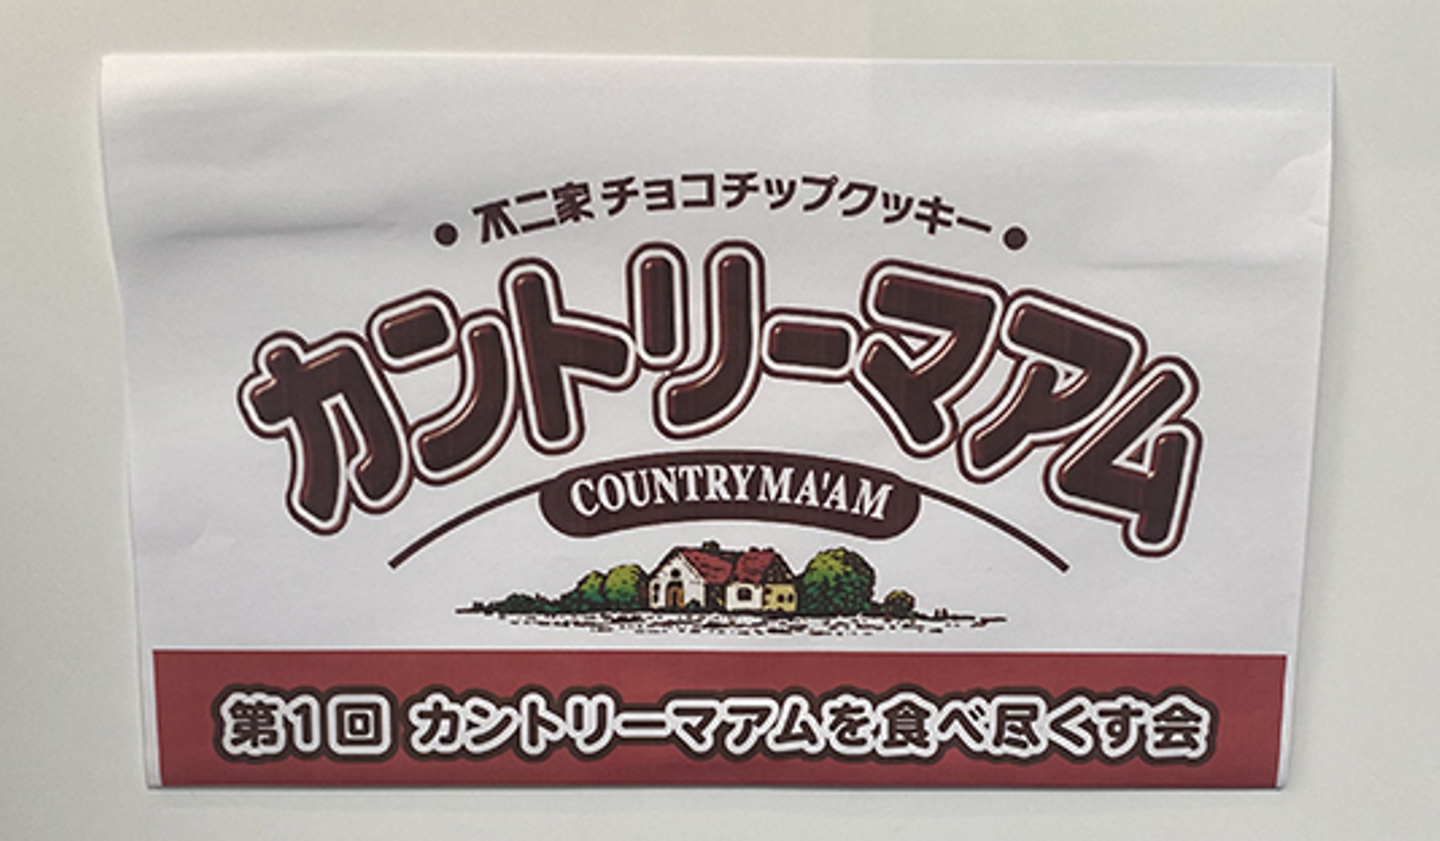 • 不二家 チョコチップクッキー •
カントリーマアム
COUNTRY MA'AM
第1回 カントリーマアムを食べ尽くす会